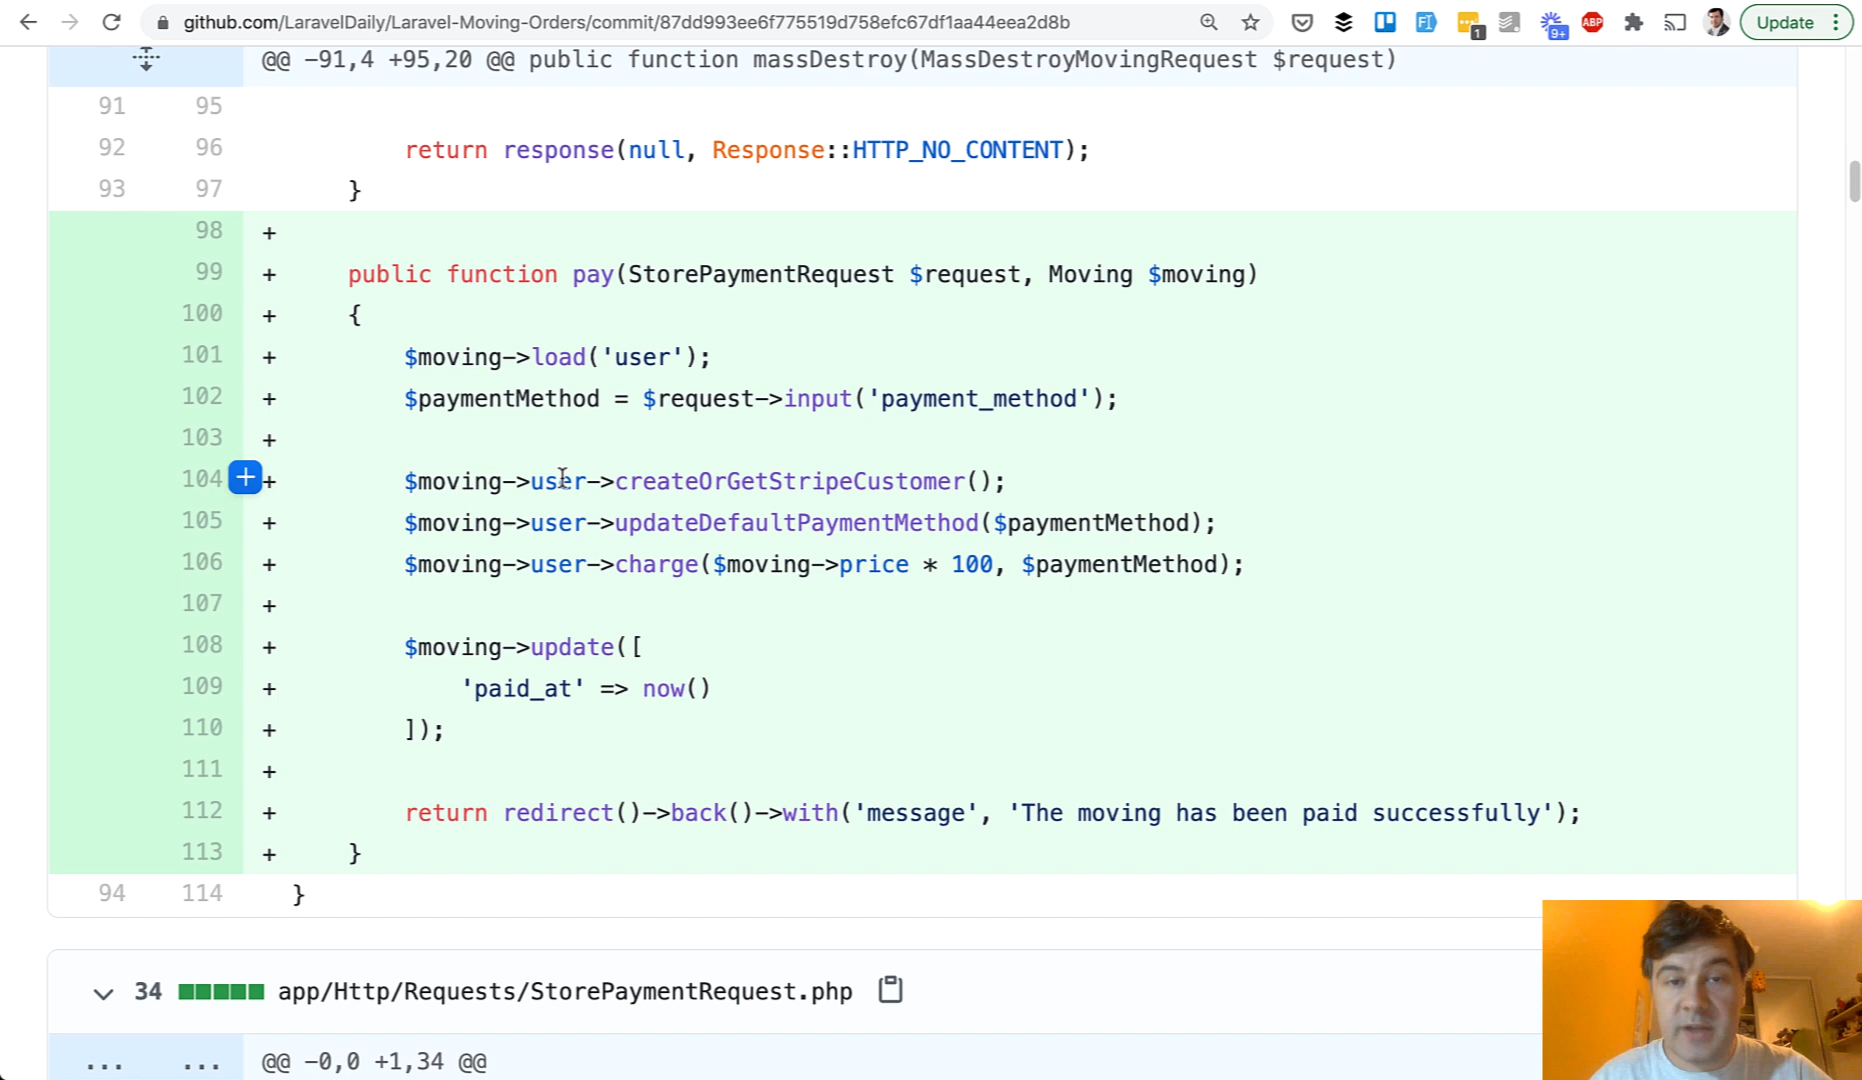 github.com/LaravelDaily/Laravel-Moving-Orders/commit/87dd993ee6f775519d758efc67df1aa44eea2d8b
1
9+
ABP
Update
@@ -91,4 +95,20 @@ public function massDestroy(MassDestroyMovingRequest $request)
91 95
92 96 return response(null, Response::HTTP_NO_CONTENT);
93 97 }
98 +
99 + public function pay(StorePaymentRequest $request, Moving $moving)
100 + {
101 + $moving->load('user');
102 + $paymentMethod = $request->input('payment_method');
103 +
104 + $moving->user->createOrGetStripeCustomer();
105 + $moving->user->updateDefaultPaymentMethod($paymentMethod);
106 + $moving->user->charge($moving->price * 100, $paymentMethod);
107 +
108 + $moving->update([
109 + 'paid_at' => now()
110 + ]);
111 +
112 + return redirect()->back()->with('message', 'The moving has been paid successfully');
113 + }
94 114 }
34 app/Http/Requests/StorePaymentRequest.php
... ... @@ -0,0 +1,34 @@